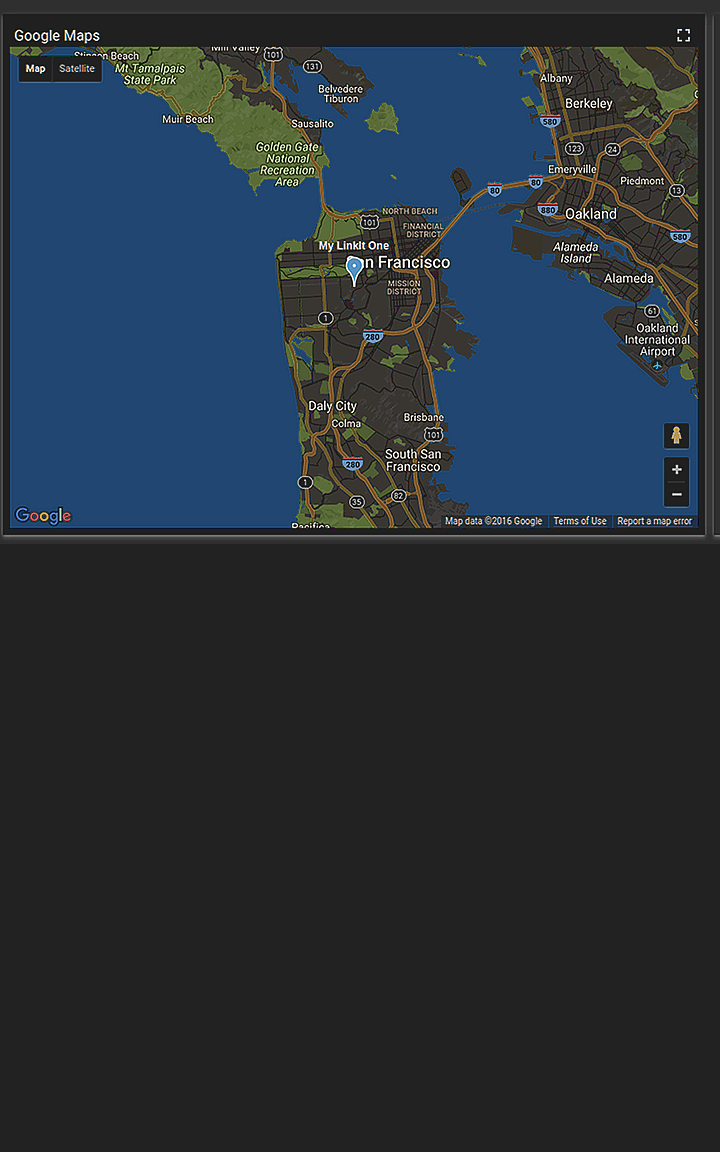 Google Maps
Mill Valley
101
Stinson Beach
Map
Satellite
Mt Tamalpais
State Park
131
Albany
Belvedere
Tiburon
Berkeley
Muir Beach
Sausalito
580
Golden Gate
National
Recreation
Area
123
24
Emeryville
80
80
Piedmont
13
NORTH BEACH
101
880
Oakland
FINANCIAL
DISTRICT
580
My LinkIt One
Alameda
Island
n Francisco
MISSION
DISTRICT
Alameda
1
61
280
Oakland
International
Airport
Daly City
Colma
Brisbane
101
South San
Francisco
280
+
1
35
82
−
Google
Pacifica
Map data ©2016 Google
Terms of Use
Report a map error